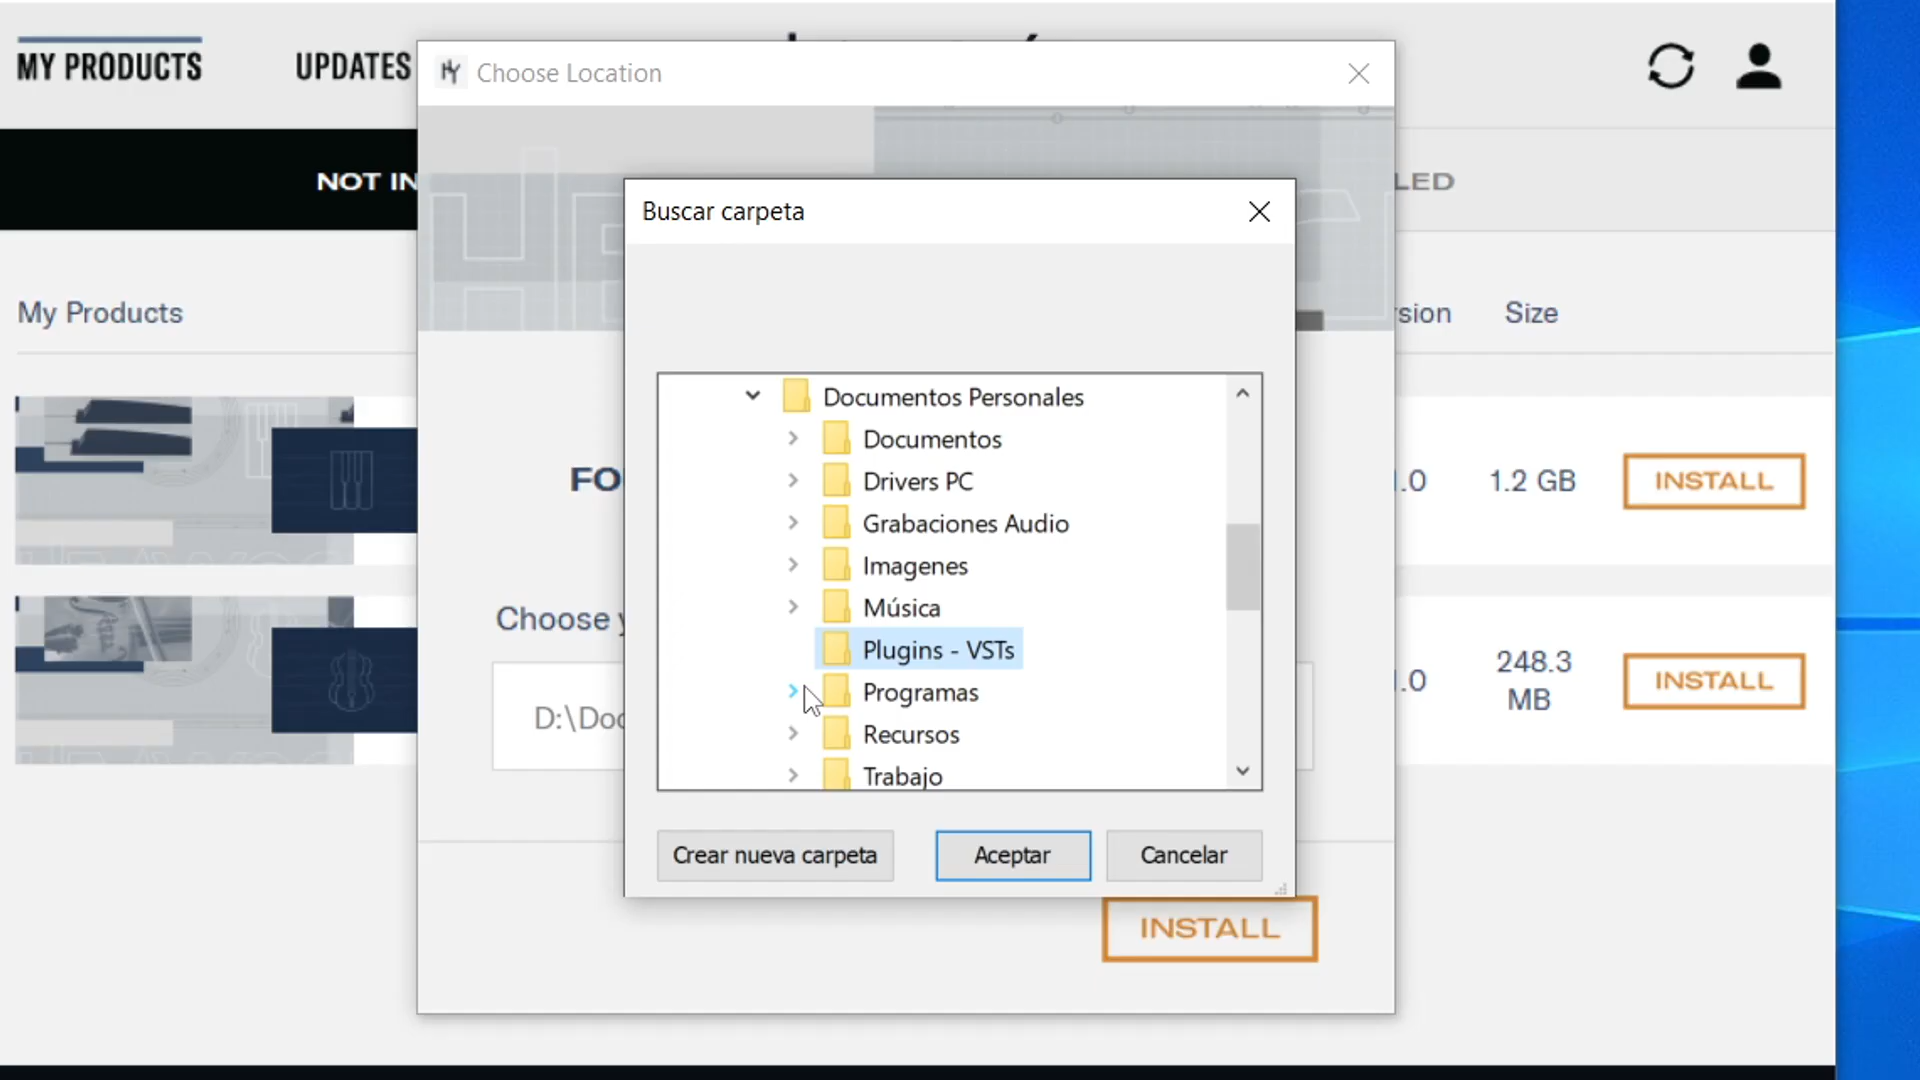 MY PRODUCTS
UPDATES
Choose Location
NOT IN
LED
Buscar carpeta
My Products
sion
Size
Documentos Personales
Documentos
Drivers PC
Grabaciones Audio
Imagenes
Música
Plugins - VSTs
Programas
Recursos
Trabajo
FO
.0
1.2 GB
INSTALL
Choose y
D:\Doc
.0
248.3
MB
INSTALL
Crear nueva carpeta
Aceptar
Cancelar
INSTALL